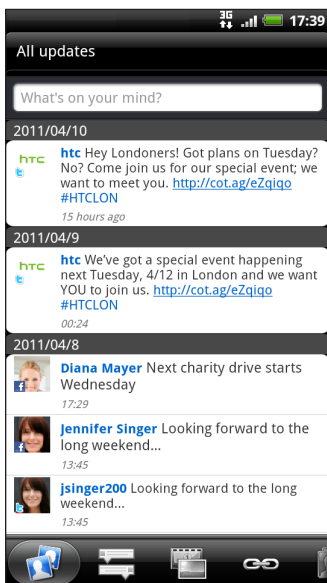 3G 17:39
All updates
What's on your mind?
2011/04/10
hTC
htc Hey Londoners! Got plans on Tuesday?
No? Come join us for our special event; we
want to meet you. http://cot.ag/eZqiqo
#HTCLON
15 hours ago
2011/04/9
hTC
htc We've got a special event happening
next Tuesday, 4/12 in London and we want
YOU to join us. http://cot.ag/eZqiqo
#HTCLON
00:24
2011/04/8
Diana Mayer Next charity drive starts
Wednesday
17:29
Jennifer Singer Looking forward to the
long weekend...
13:45
jsinger200 Looking forward to the long
weekend...
13:45